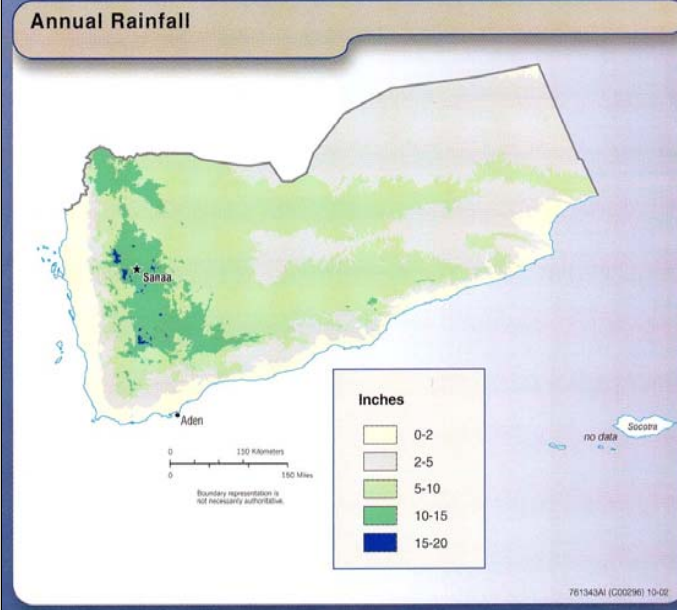 Annual Rainfall
Sanaa
Aden
0 150 Kilometers
0 150 Miles
Boundary representation is
not necessarily authoritative.
Inches
0-2
2-5
5-10
10-15
15-20
Socotra
no data
761343AI (C00296) 10-02